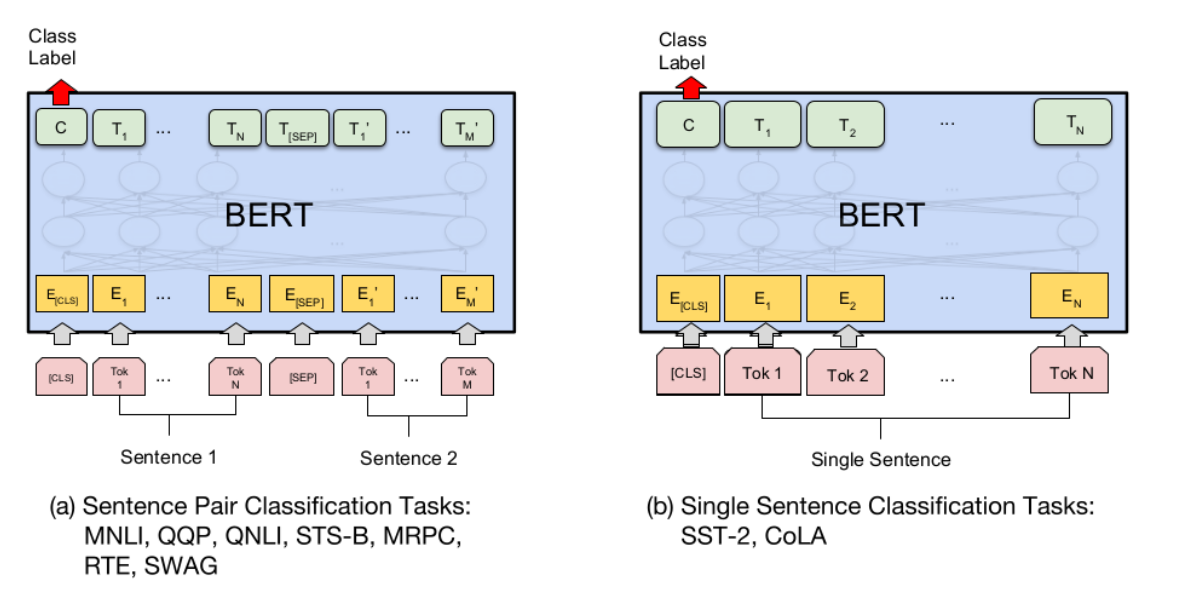 Class
Label
C T1 ... TN T[SEP] T1' ... TM'
...
BERT
...
E[CLS] E1 ... EN E[SEP] E1' ... EM'
[CLS] Tok 1 ... Tok N [SEP] Tok 1 ... Tok M
Sentence 1 Sentence 2
(a) Sentence Pair Classification Tasks:
MNLI, QQP, QNLI, STS-B, MRPC,
RTE, SWAG
Class
Label
C T1 T2 ... TN
...
BERT
...
E[CLS] E1 E2 ... EN
[CLS] Tok 1 Tok 2 ... Tok N
Single Sentence
(b) Single Sentence Classification Tasks:
SST-2, CoLA